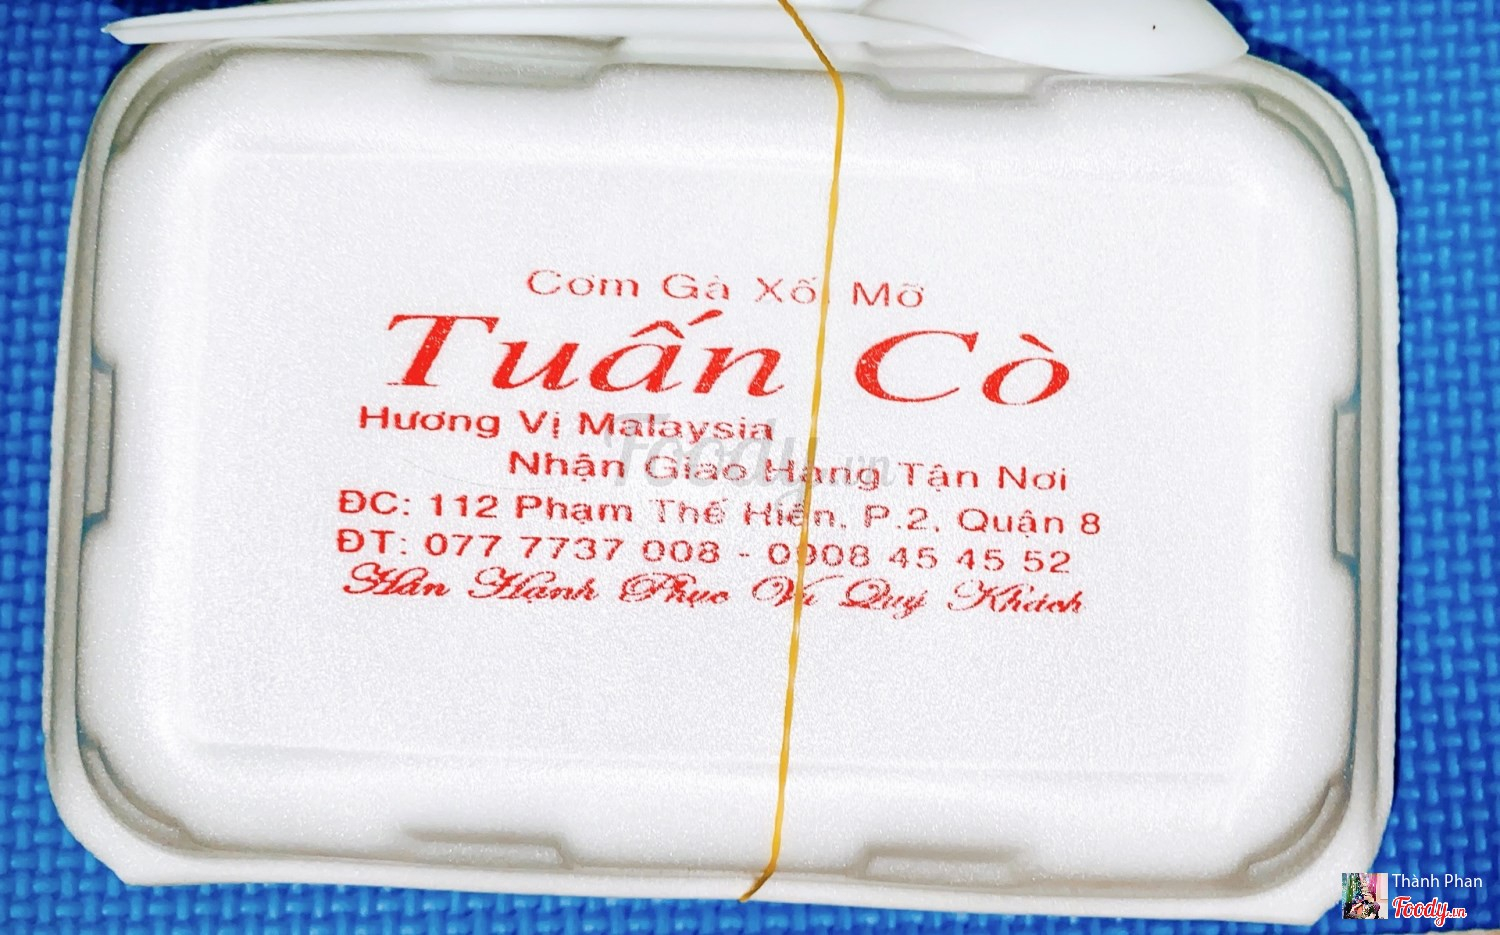 Cơm Gà Xối Mỡ
Tuấn Cò
Hương Vị Malaysia
Nhận Giao Hàng Tận Nơi
ĐC: 112 Phạm Thế Hiển, P.2, Quận 8
ĐT: 077 7737 008 - 0908 45 45 52
Hân Hạnh Phục Vụ Quý Khách
Foody.vn
Thành Phan
Foody.vn